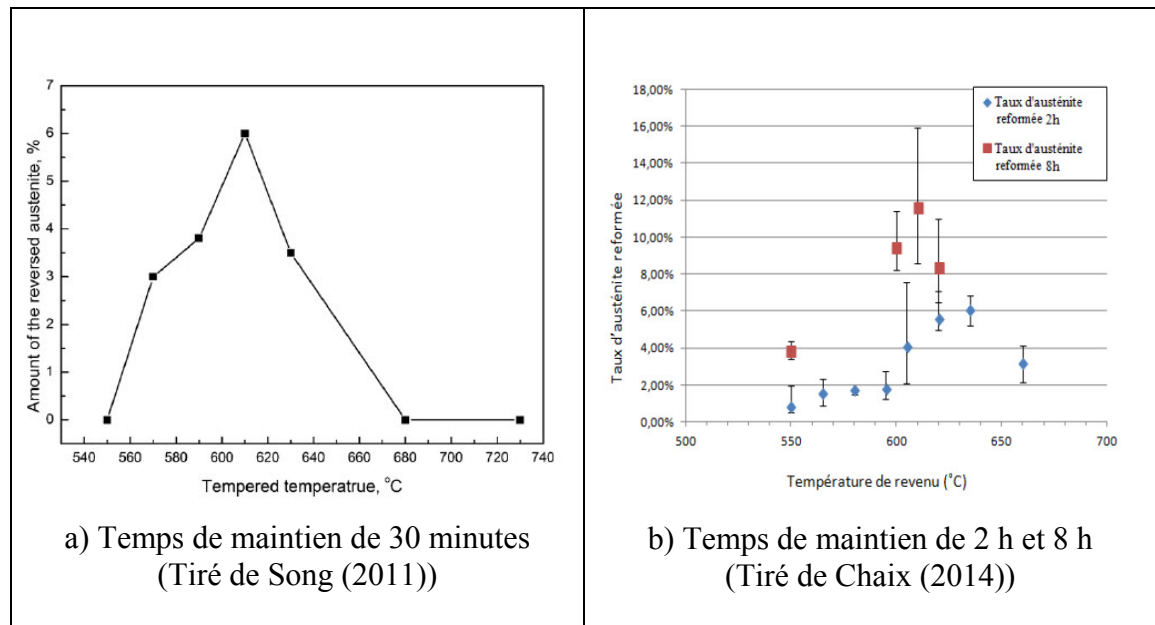 7
6
5
4
3
2
1
0
Amount of the reversed austenite, %
540 560 580 600 620 640 660 680 700 720 740
Tempered temperatrue, °C
a) Temps de maintien de 30 minutes
(Tiré de Song (2011))
18,00%
16,00%
14,00%
12,00%
10,00%
8,00%
6,00%
4,00%
2,00%
0,00%
Taux d'austénite reformée
Taux d'austénite
reformée 2h
Taux d'austénite
reformée 8h
500 550 600 650 700
Température de revenu (°C)
b) Temps de maintien de 2 h et 8 h
(Tiré de Chaix (2014))